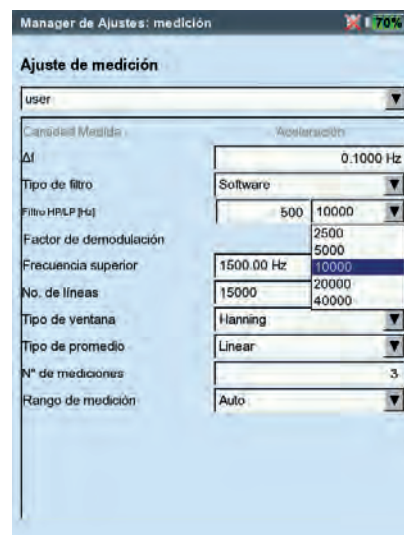 Manager de Ajustes: medición 70%
Ajuste de medición
user
Cantidad Medida Aceleración
Δf 0.1000 Hz
Tipo de filtro Software
Filtro HP/LP [Hz] 500 10000
2500
Factor de demodulación 5000
Frecuencia superior 1500.00 Hz 10000
20000
No. de líneas 15000 40000
Tipo de ventana Hanning
Tipo de promedio Linear
N° de mediciones 3
Rango de medición Auto